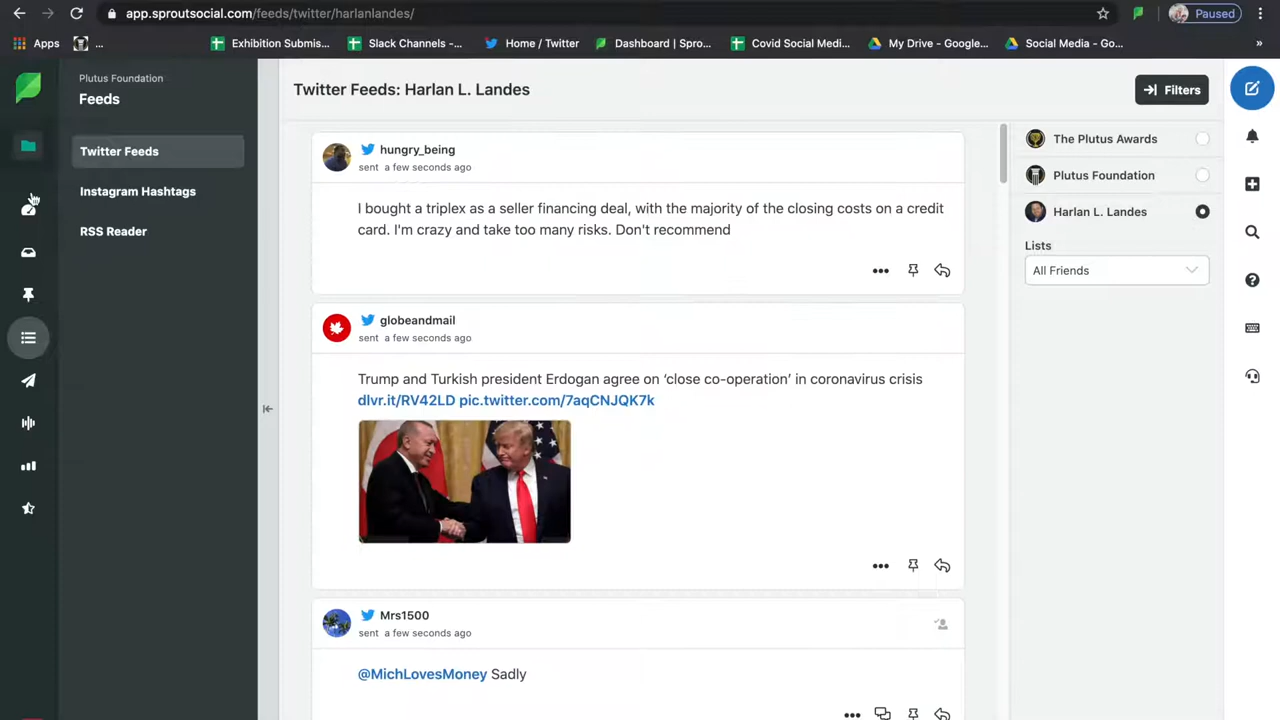 app.sproutsocial.com/feeds/twitter/harlanlandes/
Paused
Apps
...
Exhibition Submis...
Slack Channels -...
Home / Twitter
Dashboard | Spro...
Covid Social Medi...
My Drive - Google...
Social Media - Go...
»
Plutus Foundation
Feeds
Twitter Feeds
Instagram Hashtags
RSS Reader
Twitter Feeds: Harlan L. Landes
Filters
hungry_being
sent a few seconds ago
I bought a triplex as a seller financing deal, with the majority of the closing costs on a credit
card. I'm crazy and take too many risks. Don't recommend
globeandmail
sent a few seconds ago
Trump and Turkish president Erdogan agree on ‘close co-operation’ in coronavirus crisis
dlvr.it/RV42LD pic.twitter.com/7aqCNJQK7k
Mrs1500
sent a few seconds ago
@MichLovesMoney Sadly
The Plutus Awards
Plutus Foundation
Harlan L. Landes
Lists
All Friends